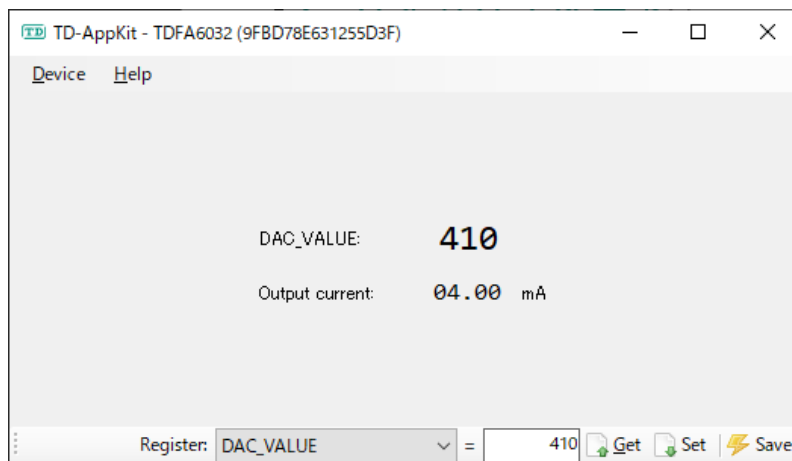 TD TD-AppKit - TDFA6032 (9FBD78E631255D3F)
Device Help
DAC_VALUE: 410
Output current: 04.00 mA
Register: DAC_VALUE = 410 Get Set Save